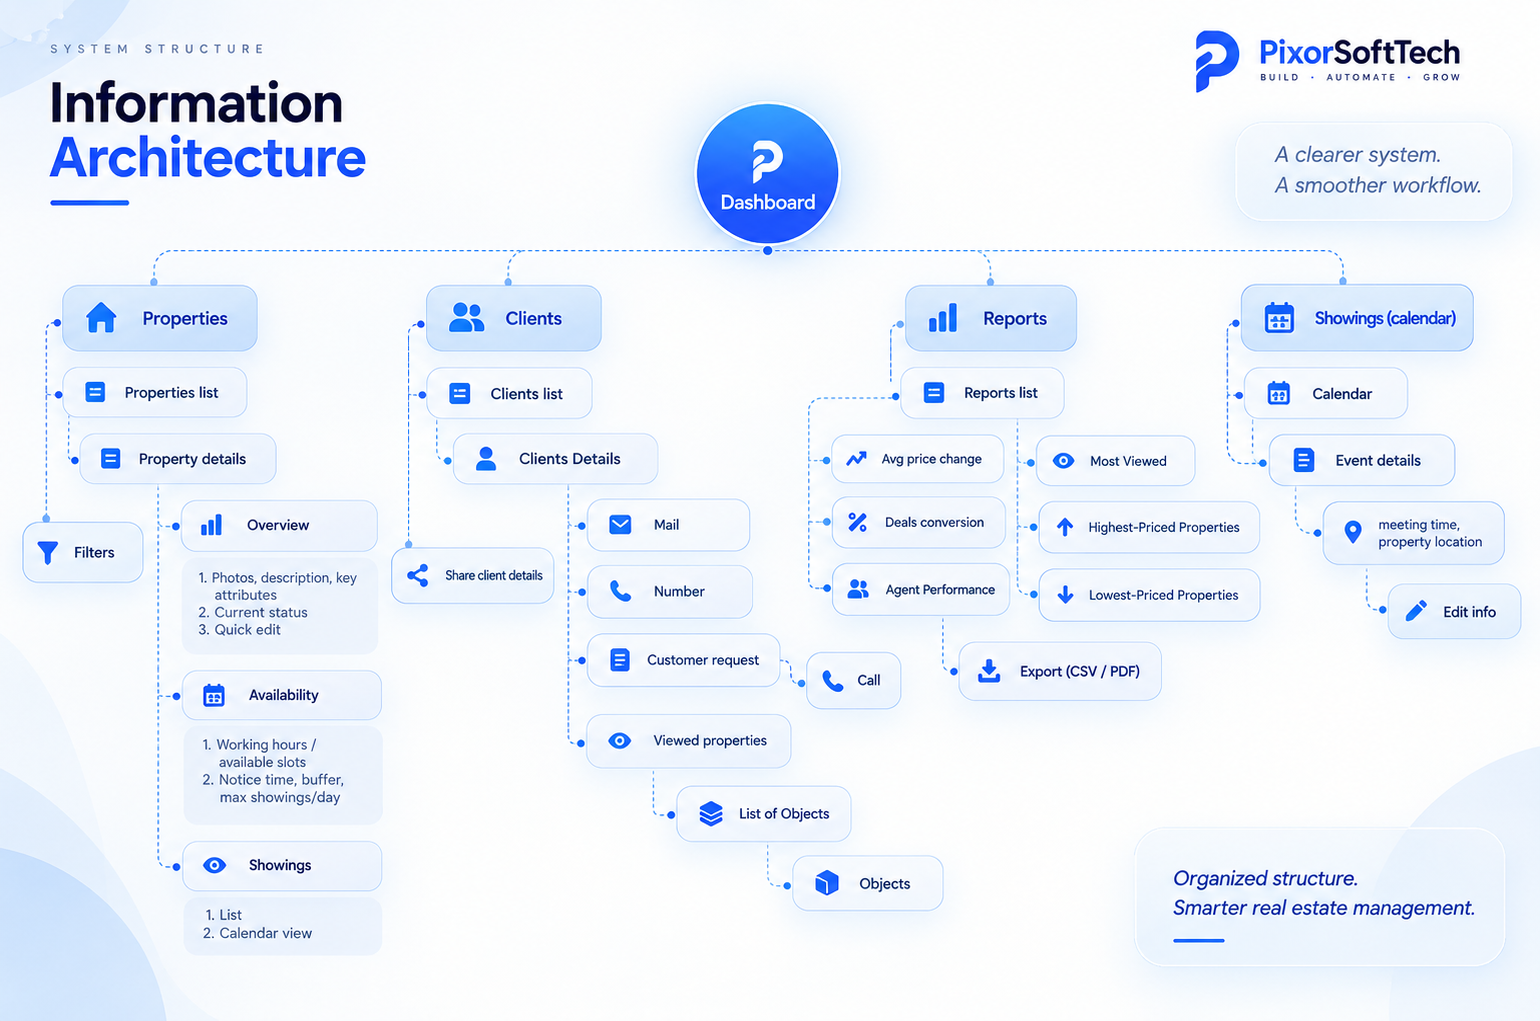 SYSTEM STRUCTURE
Information
Architecture
PixorSoftTech
BUILD · AUTOMATE · GROW
A clearer system.
A smoother workflow.
Dashboard
Properties
Properties list
Property details
Filters
Overview
1. Photos, description, key
attributes
2. Current status
3. Quick edit
Availability
1. Working hours /
available slots
2. Notice time, buffer,
max showings/day
Showings
1. List
2. Calendar view
Clients
Clients list
Clients Details
Share client details
Mail
Number
Customer request
Call
Viewed properties
List of Objects
Objects
Reports
Reports list
Avg price change
Deals conversion
Agent Performance
Most Viewed
Highest-Priced Properties
Lowest-Priced Properties
Export (CSV / PDF)
Showings (calendar)
Calendar
Event details
meeting time,
property location
Edit info
Organized structure.
Smarter real estate management.